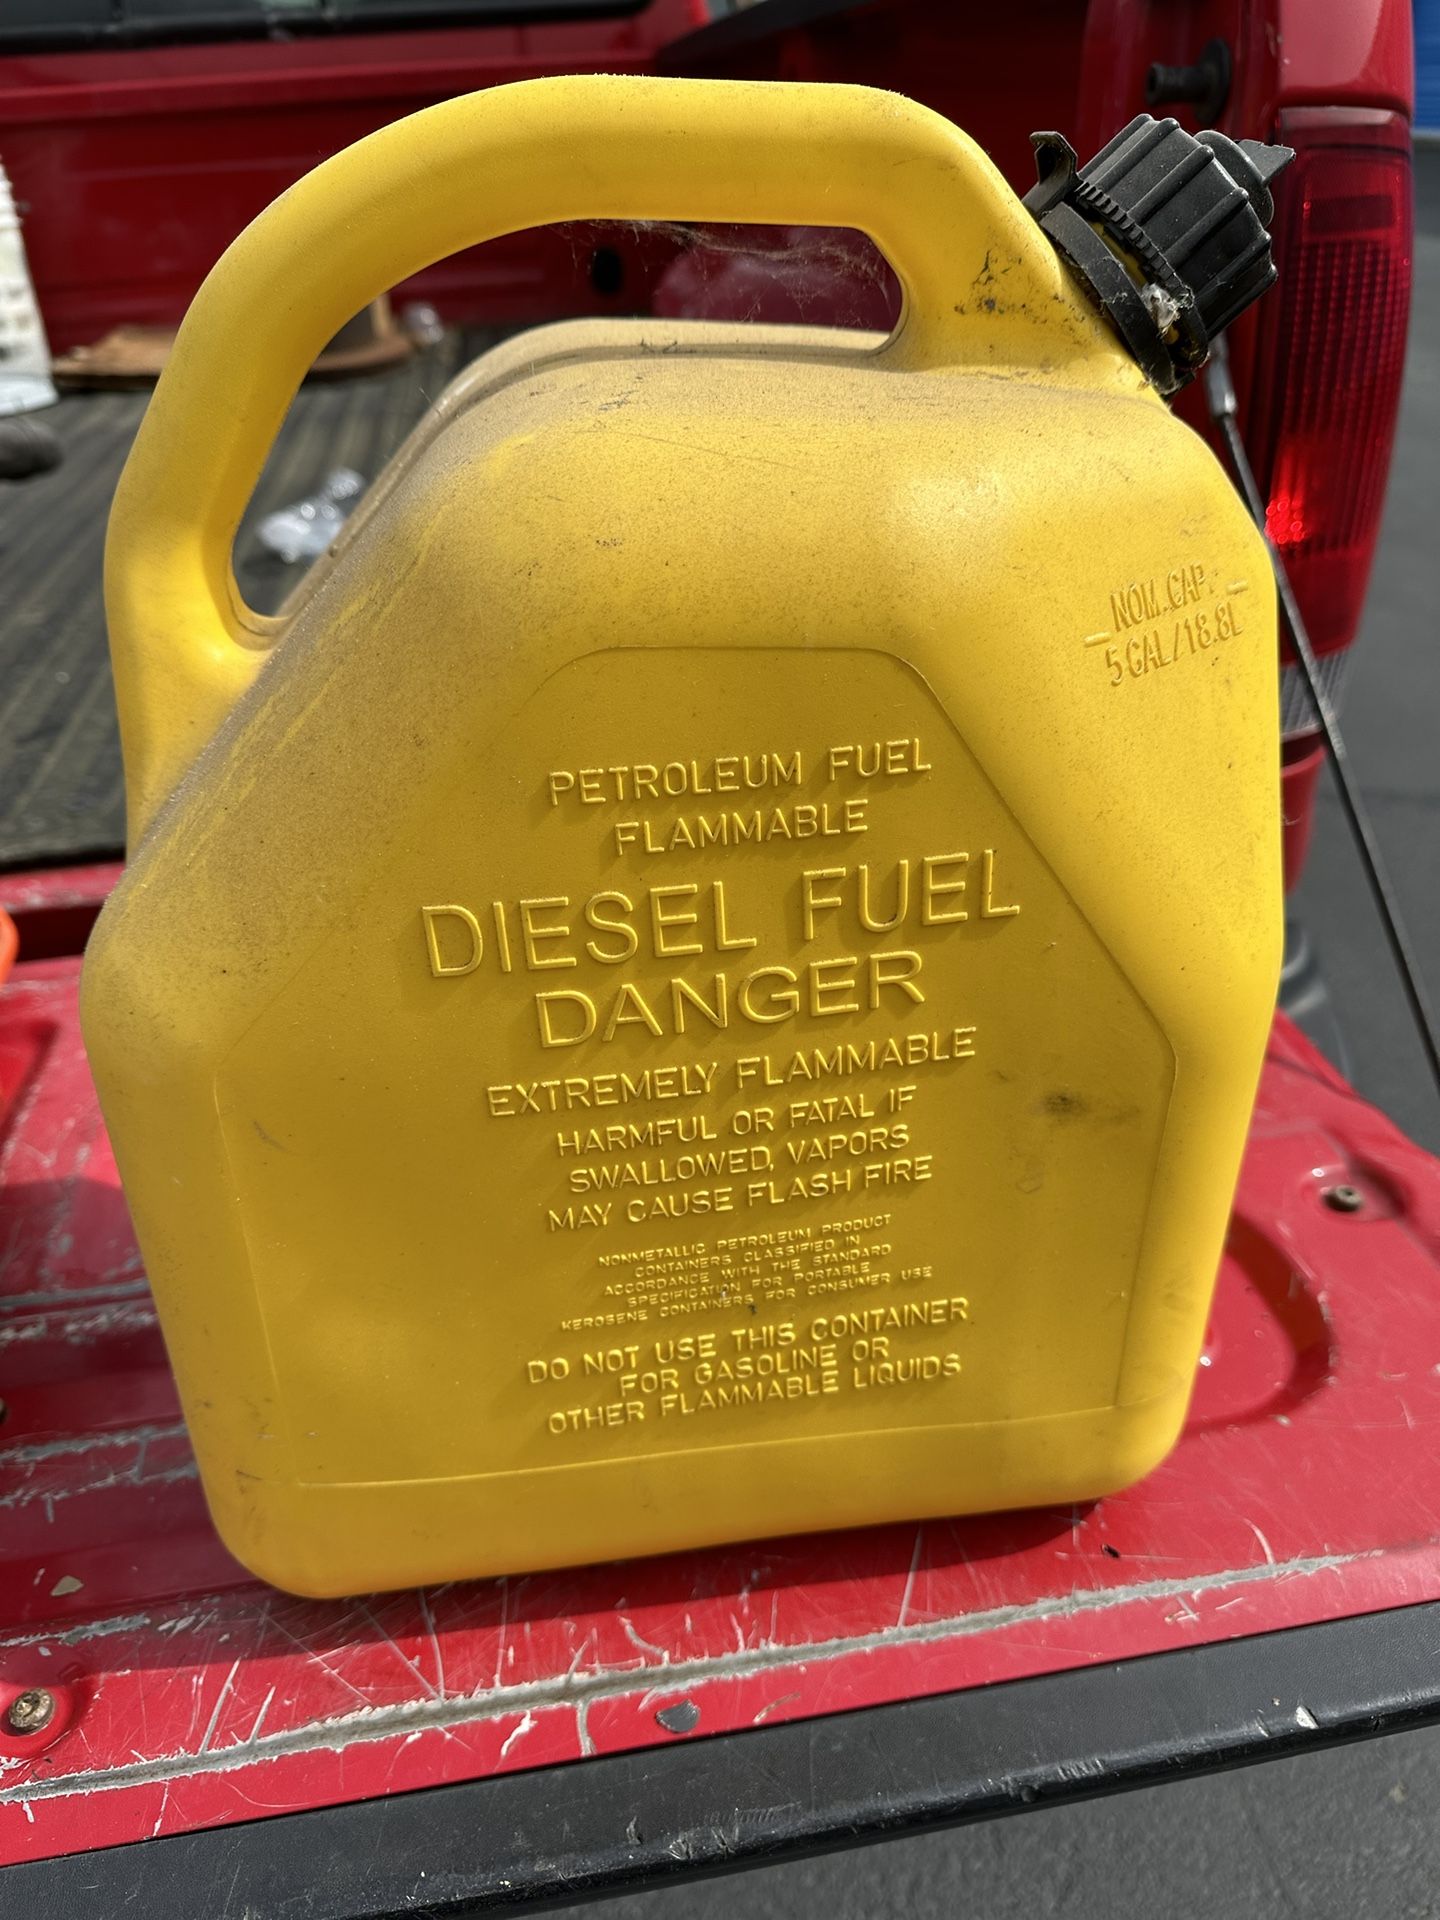 NOM. CAP.
5 GAL / 18.8L
PETROLEUM FUEL
FLAMMABLE
DIESEL FUEL
DANGER
EXTREMELY FLAMMABLE
HARMFUL OR FATAL IF
SWALLOWED, VAPORS
MAY CAUSE FLASH FIRE
NONMETALLIC PETROLEUM PRODUCT
CONTAINERS CLASSIFIED IN
ACCORDANCE WITH THE STANDARD
SPECIFICATION FOR PORTABLE
KEROSENE CONTAINERS FOR CONSUMER USE
DO NOT USE THIS CONTAINER
FOR GASOLINE OR
OTHER FLAMMABLE LIQUIDS